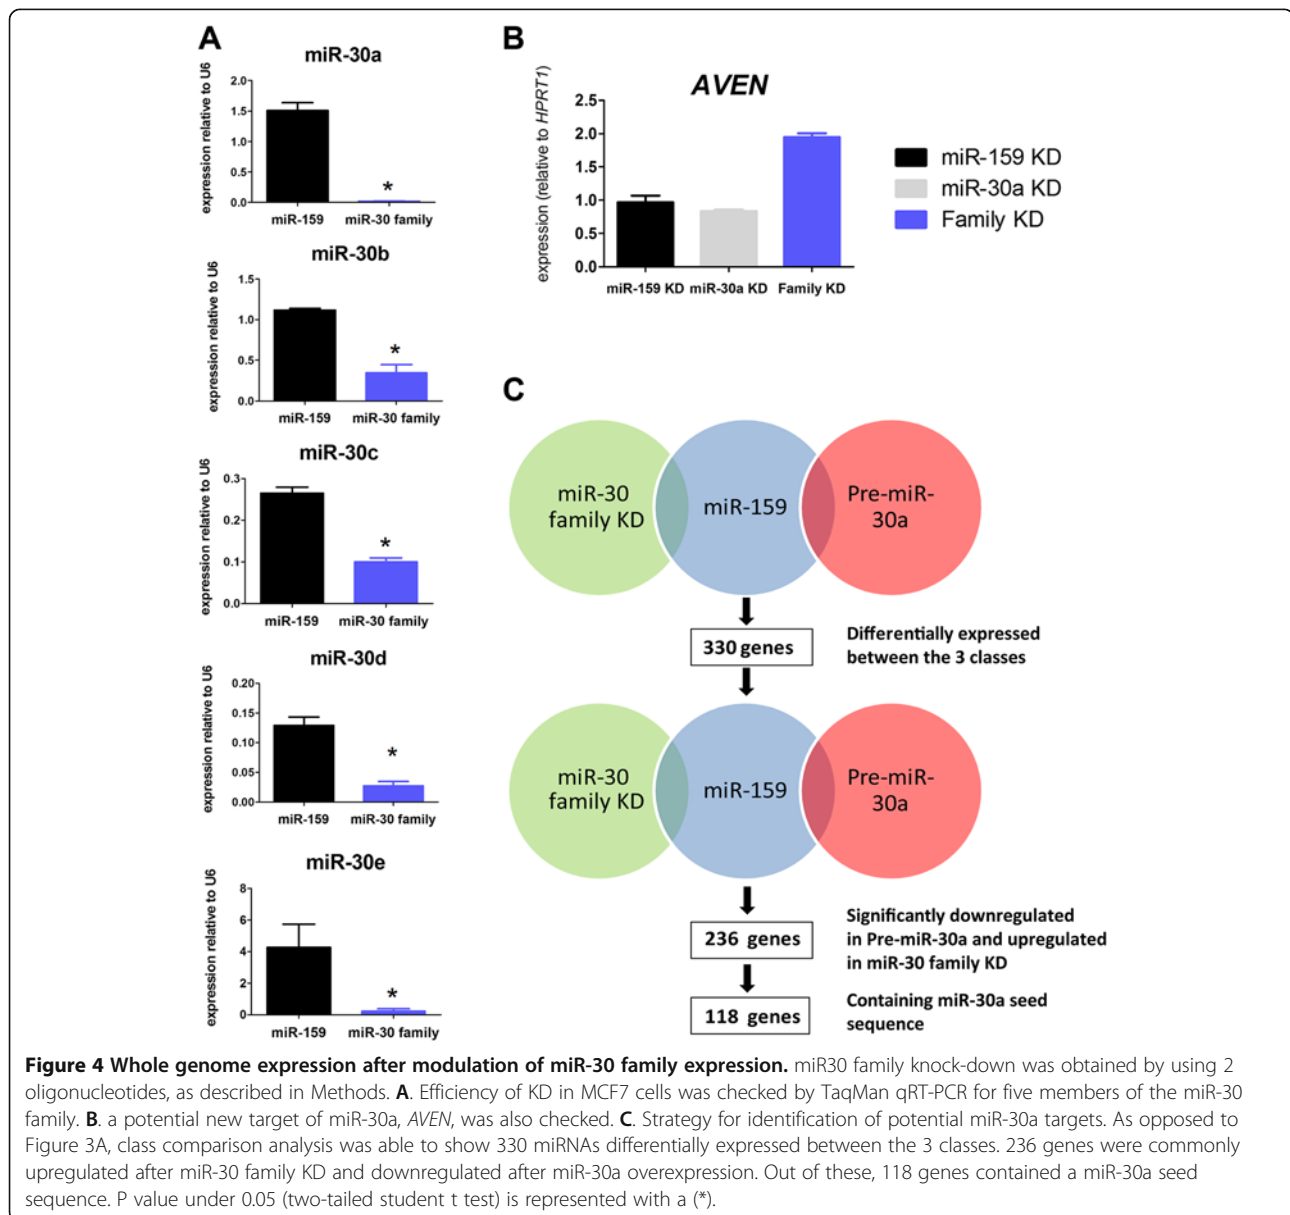 A
miR-30a
expression relative to U6
2.0
1.5
1.0
0.5
0.0
*
miR-159 miR-30 family
miR-30b
expression relative to U6
1.5
1.0
0.5
0.0
*
miR-159 miR-30 family
miR-30c
expression relative to U6
0.3
0.2
0.1
0.0
*
miR-159 miR-30 family
miR-30d
expression relative to U6
0.20
0.15
0.10
0.05
0.00
*
miR-159 miR-30 family
miR-30e
expression relative to U6
8
6
4
2
0
*
miR-159 miR-30 family
B
AVEN
expression (relative to HPRT1)
2.5
2.0
1.5
1.0
0.5
0.0
miR-159 KD miR-30a KD Family KD
miR-159 KD
miR-30a KD
Family KD
C
miR-30
family KD
miR-159
Pre-miR-
30a
330 genes
Differentially expressed
between the 3 classes
miR-30
family KD
miR-159
Pre-miR-
30a
236 genes
Significantly downregulated
in Pre-miR-30a and upregulated
in miR-30 family KD
118 genes
Containing miR-30a seed
sequence
Figure 4 Whole genome expression after modulation of miR-30 family expression. miR30 family knock-down was obtained by using 2
oligonucleotides, as described in Methods. A. Efficiency of KD in MCF7 cells was checked by TaqMan qRT-PCR for five members of the miR-30
family. B. a potential new target of miR-30a, AVEN, was also checked. C. Strategy for identification of potential miR-30a targets. As opposed to
Figure 3A, class comparison analysis was able to show 330 miRNAs differentially expressed between the 3 classes. 236 genes were commonly
upregulated after miR-30 family KD and downregulated after miR-30a overexpression. Out of these, 118 genes contained a miR-30a seed
sequence. P value under 0.05 (two-tailed student t test) is represented with a (*).